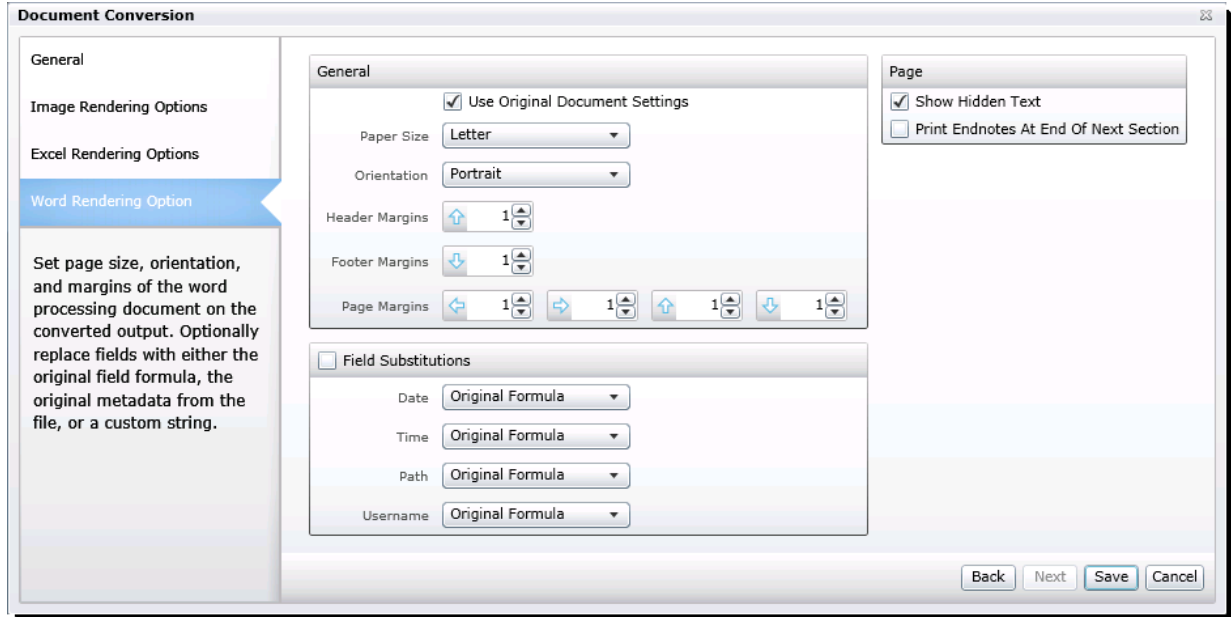 Document Conversion
General
Image Rendering Options
Excel Rendering Options
Word Rendering Option
Set page size, orientation,
and margins of the word
processing document on the
converted output. Optionally
replace fields with either the
original field formula, the
original metadata from the
file, or a custom string.
General
Use Original Document Settings
Paper Size Letter
Orientation Portrait
Header Margins 1
Footer Margins 1
Page Margins 1 1 1 1
Field Substitutions
Date Original Formula
Time Original Formula
Path Original Formula
Username Original Formula
Page
Show Hidden Text
Print Endnotes At End Of Next Section
Back Next Save Cancel